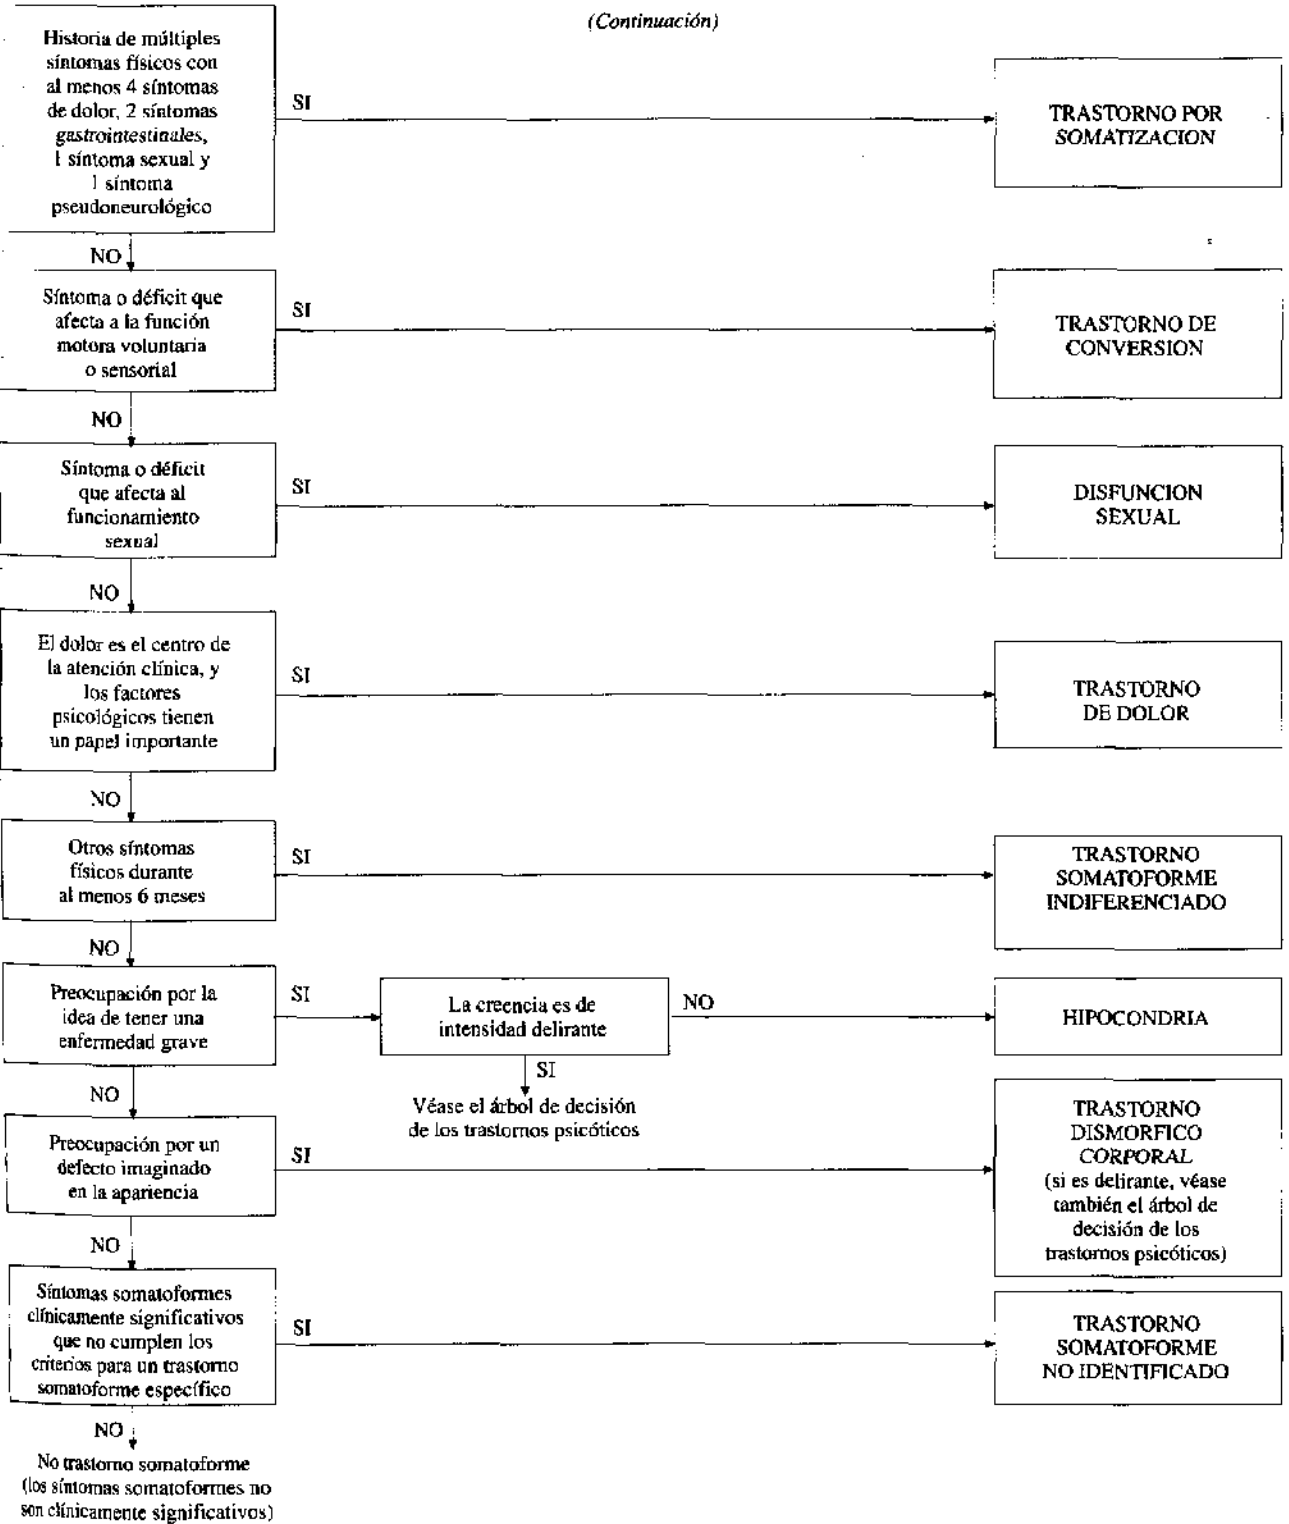 (Continuación)
Historia de múltiples
síntomas físicos con
al menos 4 síntomas
de dolor, 2 síntomas
gastrointestinales,
1 síntoma sexual y
1 síntoma
pseudoneurológico
SI
TRASTORNO POR
SOMATIZACION
NO
Síntoma o déficit que
afecta a la función
motora voluntaria
o sensorial
SI
TRASTORNO DE
CONVERSION
NO
Síntoma o déficit
que afecta al
funcionamiento
sexual
SI
DISFUNCION
SEXUAL
NO
El dolor es el centro de
la atención clínica, y
los factores
psicológicos tienen
un papel importante
SI
TRASTORNO
DE DOLOR
NO
Otros síntomas
físicos durante
al menos 6 meses
SI
TRASTORNO
SOMATOFORME
INDIFERENCIADO
NO
Preocupación por la
idea de tener una
enfermedad grave
SI
La creencia es de
intensidad delirante
NO
HIPOCONDRIA
SI
Véase el árbol de decisión
de los trastornos psicóticos
NO
Preocupación por un
defecto imaginado
en la apariencia
SI
TRASTORNO
DISMORFICO
CORPORAL
(si es delirante, véase
también el árbol de
decisión de los
trastornos psicóticos)
NO
Síntomas somatoformes
clínicamente significativos
que no cumplen los
criterios para un trastorno
somatoforme específico
SI
TRASTORNO
SOMATOFORME
NO IDENTIFICADO
NO
No trastorno somatoforme
(los síntomas somatoformes no
son clínicamente significativos)